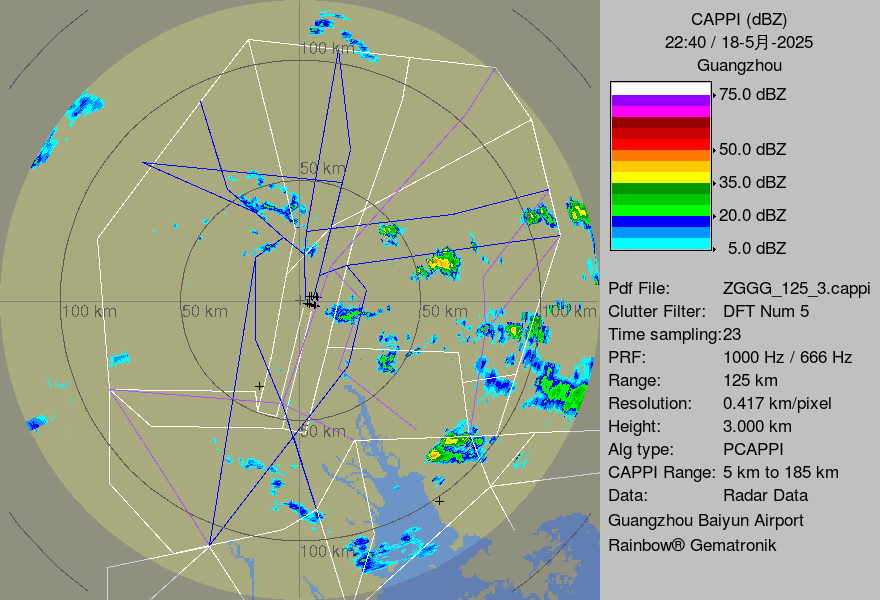 CAPPI (dBZ)
22:40 / 18-5月-2025
Guangzhou
75.0 dBZ
50.0 dBZ
35.0 dBZ
20.0 dBZ
5.0 dBZ
Pdf File: ZGGG_125_3.cappi
Clutter Filter: DFT Num 5
Time sampling:23
PRF: 1000 Hz / 666 Hz
Range: 125 km
Resolution: 0.417 km/pixel
Height: 3.000 km
Alg type: PCAPPI
CAPPI Range: 5 km to 185 km
Data: Radar Data
Guangzhou Baiyun Airport
Rainbow® Gematronik
100 km
50 km
100 km
50 km
50 km
100 km
50 km
100 km